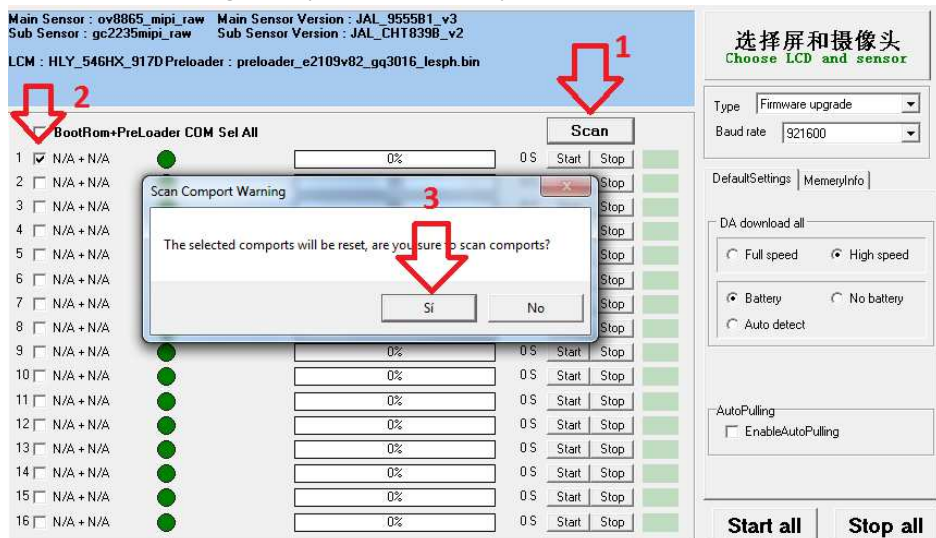 Main Sensor : ov8865_mipi_raw Main Sensor Version : JAL_9555B1_v3
Sub Sensor : gc2235mipi_raw Sub Sensor Version : JAL_CHT839B_v2
LCM : HLY_546HX_917D Preloader : preloader_e2109v82_gq3016_lesph.bin
1
选择屏和摄像头
Choose LCD and sensor
2
BootRom+PreLoader COM Sel All
Scan
Type Firmware upgrade
Baud rate 921600
1 N/A + N/A 0% 0 S Start Stop
2 N/A + N/A Stop
3 N/A + N/A Stop
4 N/A + N/A Stop
5 N/A + N/A Stop
6 N/A + N/A Stop
7 N/A + N/A Stop
8 N/A + N/A Stop
9 N/A + N/A 0% 0 S Start Stop
10 N/A + N/A 0% 0 S Start Stop
11 N/A + N/A 0% 0 S Start Stop
12 N/A + N/A 0% 0 S Start Stop
13 N/A + N/A 0% 0 S Start Stop
14 N/A + N/A 0% 0 S Start Stop
15 N/A + N/A 0% 0 S Start Stop
16 N/A + N/A 0% 0 S Start Stop
Scan Comport Warning
3
The selected comports will be reset, are you sure to scan comports?
Sí No
DefaultSettings MemeryInfo
DA download all
Full speed High speed
Battery No battery
Auto detect
AutoPulling
EnableAutoPulling
Start all Stop all